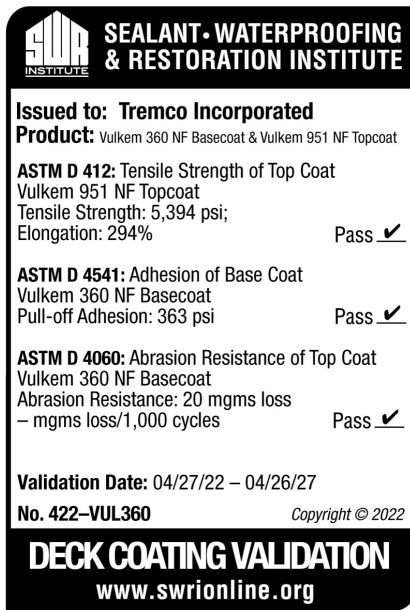 SWR
INSTITUTE
SEALANT • WATERPROOFING
& RESTORATION INSTITUTE
Issued to: Tremco Incorporated
Product: Vulkem 360 NF Basecoat & Vulkem 951 NF Topcoat
ASTM D 412: Tensile Strength of Top Coat
Vulkem 951 NF Topcoat
Tensile Strength: 5,394 psi;
Elongation: 294%
Pass ✔
ASTM D 4541: Adhesion of Base Coat
Vulkem 360 NF Basecoat
Pull-off Adhesion: 363 psi
Pass ✔
ASTM D 4060: Abrasion Resistance of Top Coat
Vulkem 360 NF Basecoat
Abrasion Resistance: 20 mgms loss
– mgms loss/1,000 cycles
Pass ✔
Validation Date: 04/27/22 – 04/26/27
No. 422–VUL360
Copyright © 2022
DECK COATING VALIDATION
www.swrionline.org